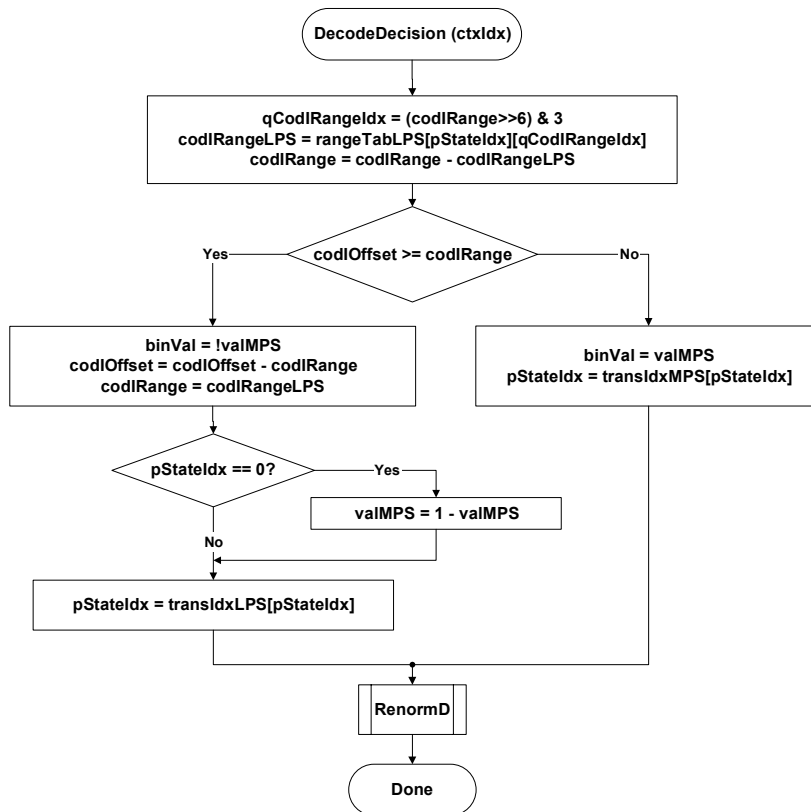 DecodeDecision (ctxIdx)
qCodIRangeIdx = (codIRange>>6) & 3
codIRangeLPS = rangeTabLPS[pStateIdx][qCodIRangeIdx]
codIRange = codIRange - codIRangeLPS
codIOffset >= codIRange
Yes
No
binVal = !valMPS
codIOffset = codIOffset - codIRange
codIRange = codIRangeLPS
binVal = valMPS
pStateIdx = transIdxMPS[pStateIdx]
pStateIdx == 0?
Yes
valMPS = 1 - valMPS
No
pStateIdx = transIdxLPS[pStateIdx]
RenormD
Done